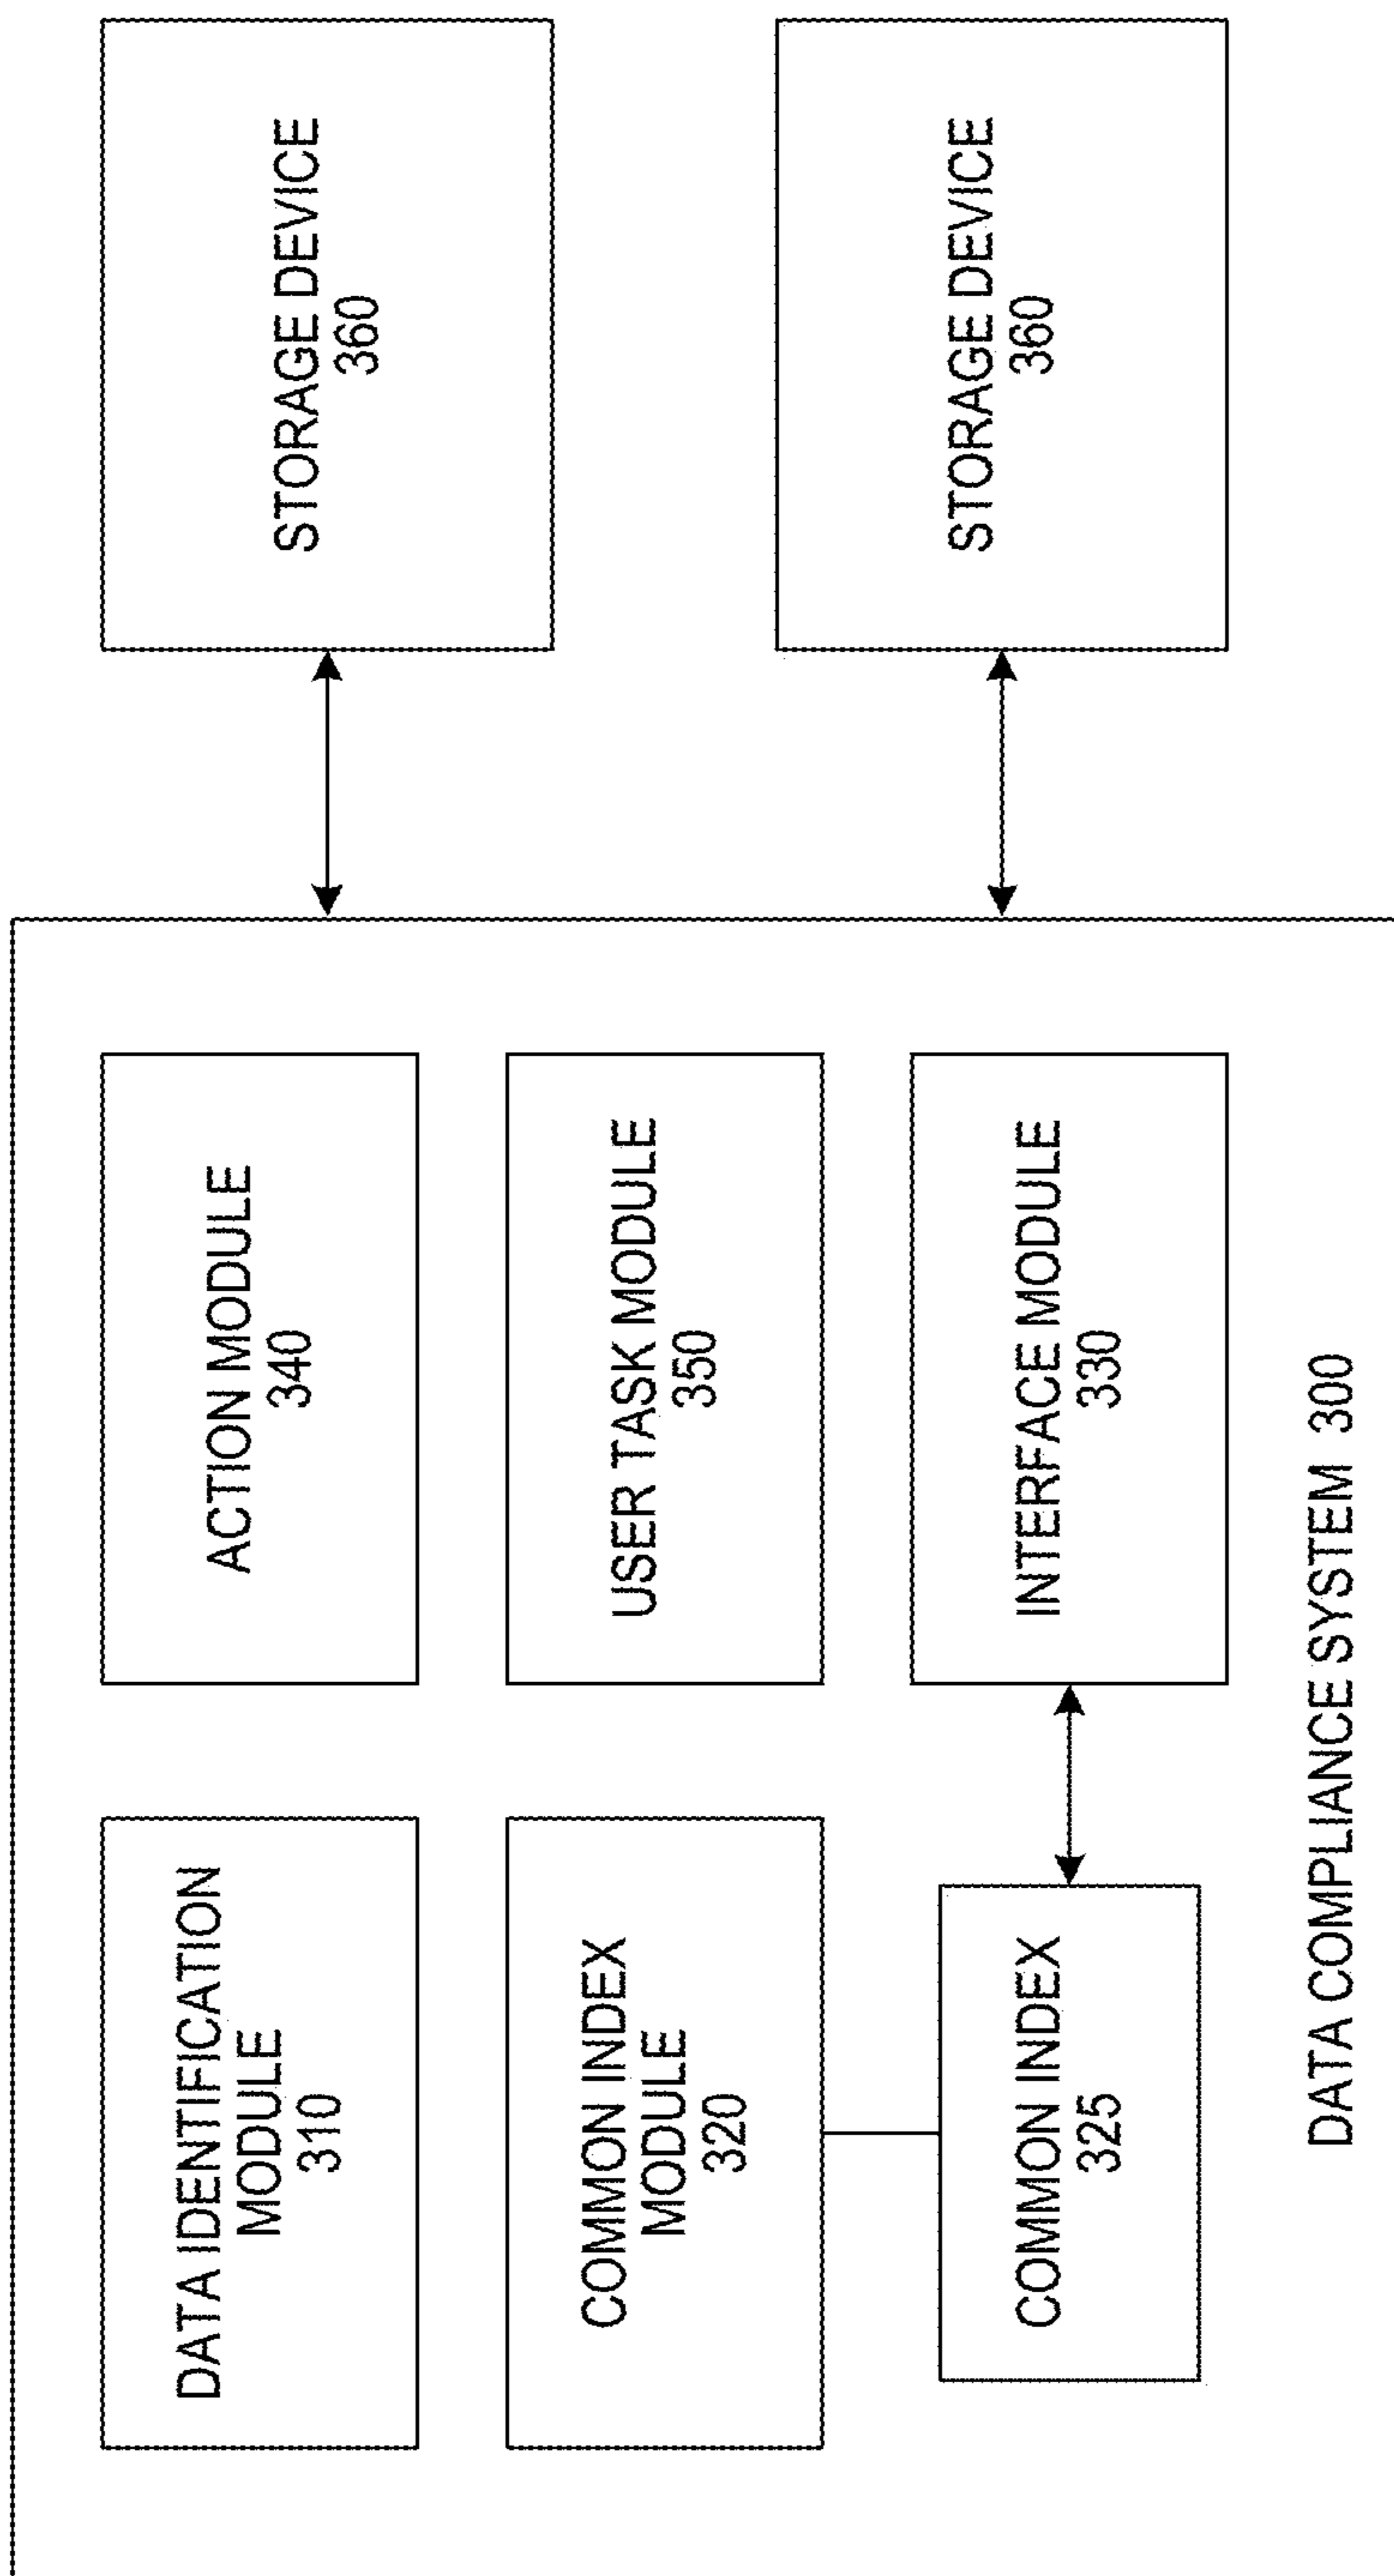 DATA IDENTIFICATION
MODULE
310
ACTION MODULE
340
STORAGE DEVICE
360
COMMON INDEX
MODULE
320
USER TASK MODULE
350
COMMON INDEX
325
INTERFACE MODULE
330
STORAGE DEVICE
360
DATA COMPLIANCE SYSTEM 300